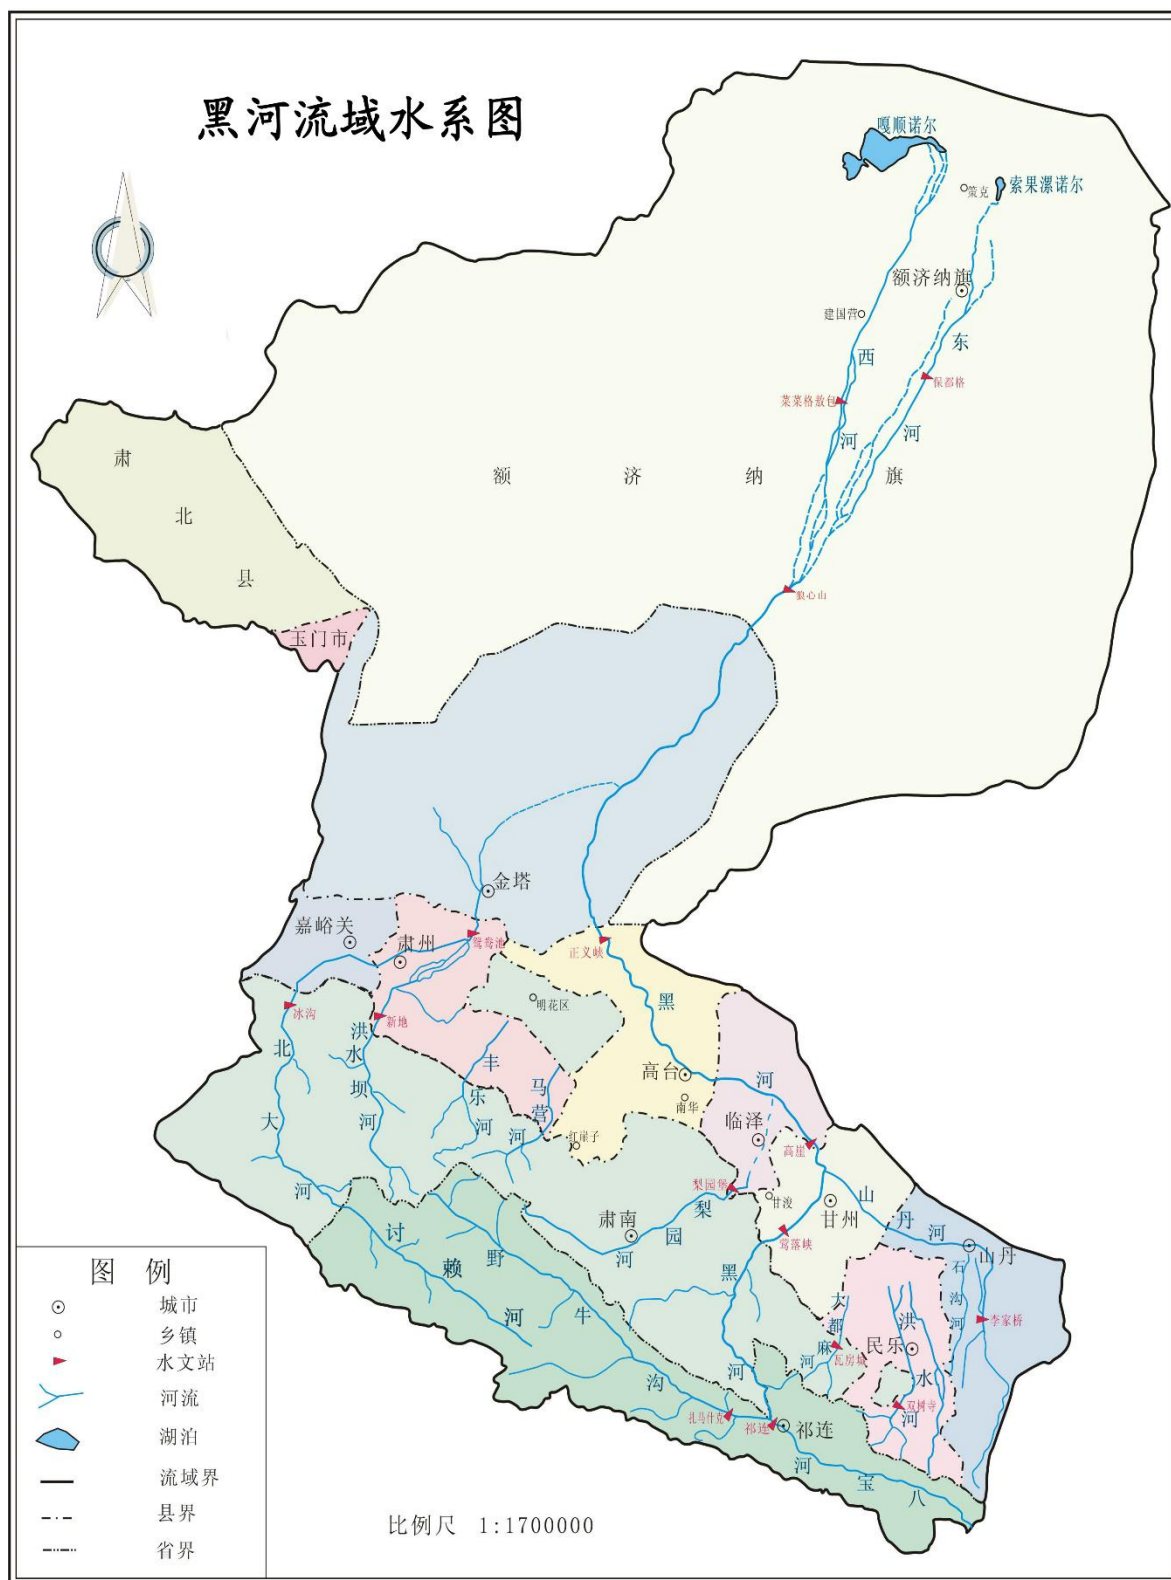 黑河流域水系图
嘎顺诺尔
策克
索果漯诺尔
额济纳旗
建国营
西河
东河
保都格
菜菜格敖包
额济纳旗
狼心山
肃北县
玉门市
金塔
嘉峪关
肃州
鸳鸯池
正义峡
冰沟
新地
明花区
黑河
北大河
洪水坝河
丰乐河
马营河
高台
南华
红崖子
临泽
高崖
梨园堡
甘浚
甘州
山丹河
山丹
肃南
梨园河
莺落峡
黑河
讨赖河
野牛沟
大都麻河
瓦房城
民乐
洪水河
双树寺
石沟河
李家桥
扎马什克
祁连
祁连
八宝河
图 例
城市
乡镇
水文站
河流
湖泊
流域界
县界
省界
比例尺 1:1700000